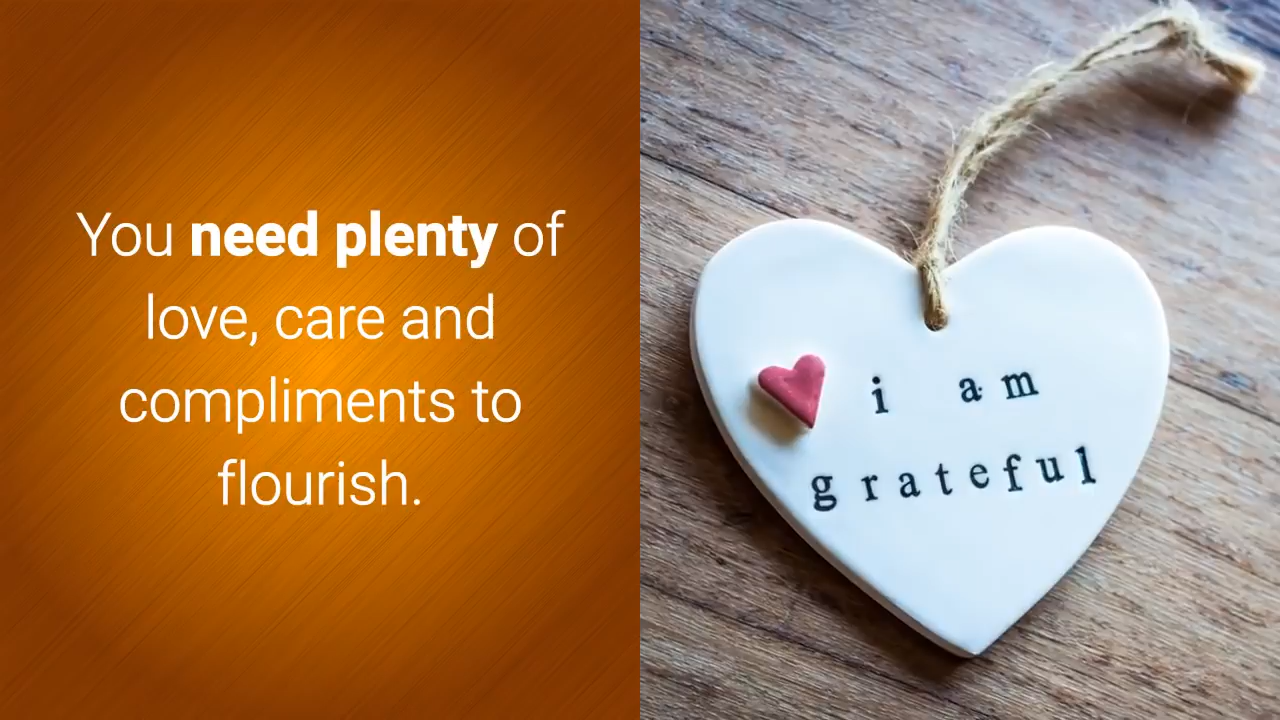 You need plenty of
love, care and
compliments to
flourish.
i am
grateful